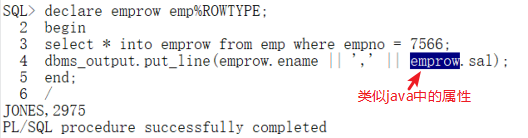 SQL> declare emprow emp%ROWTYPE;
2 begin
3 select * into emprow from emp where empno = 7566;
4 dbms_output.put_line(emprow.ename || ',' || emprow.sal);
5 end;
6 /
类似java中的属性
JONES,2975
PL/SQL procedure successfully completed